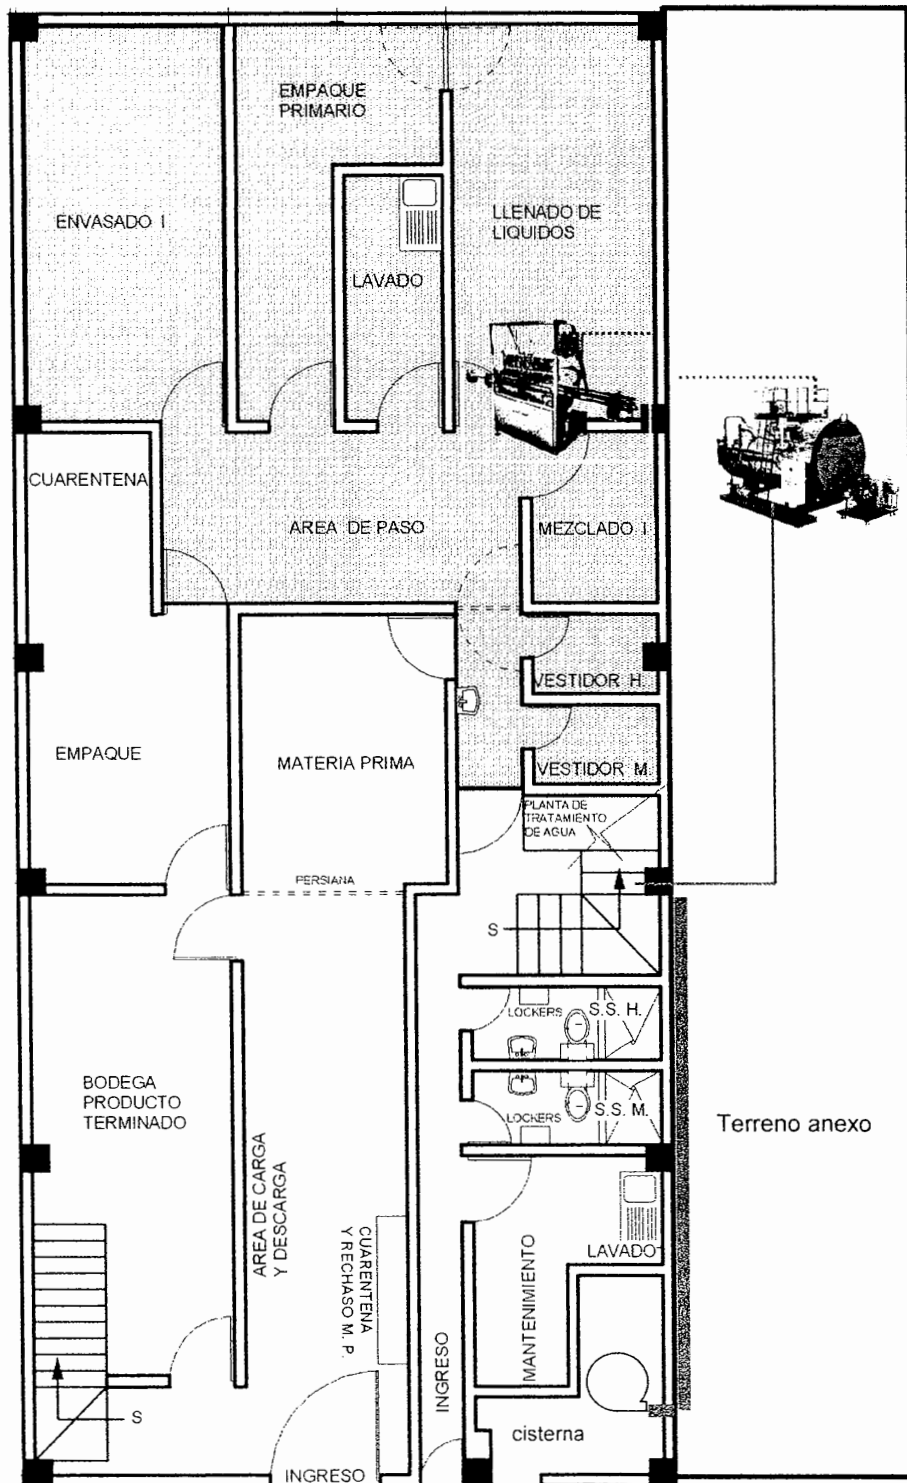 EMPAQUE
PRIMARIO
ENVASADO I
LLENADO DE
LIQUIDOS
LAVADO
CUARENTENA
AREA DE PASO
MEZCLADO I
VESTIDOR H.
EMPAQUE
MATERIA PRIMA
VESTIDOR M.
PLANTA DE
TRATAMIENTO
DE AGUA
PERSIANA
S
LOCKERS
S.S. H.
BODEGA
PRODUCTO
TERMINADO
LOCKERS
S.S. M.
Terreno anexo
AREA DE CARGA
Y DESCARGA
CUARENTENA
Y RECHASO M. P.
MANTENIMIENTO
LAVADO
INGRESO
S
cisterna
INGRESO